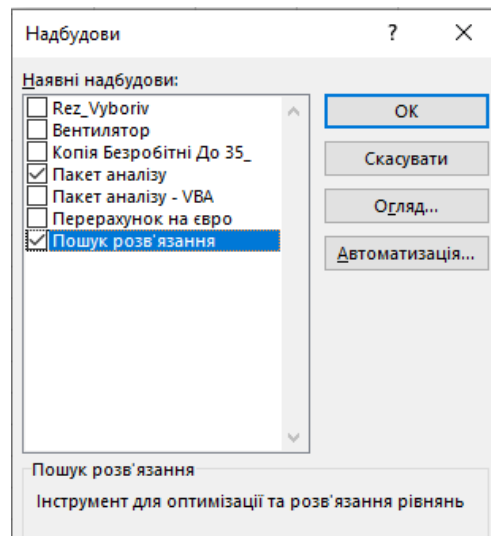 Надбудови
?
Наявні надбудови:
Rez_Vyboriv
Вентилятор
Копія Безробітні До 35_
Пакет аналізу
Пакет аналізу - VBA
Перерахунок на євро
Пошук розв'язання
ОК
Скасувати
Огляд...
Автоматизація...
Пошук розв'язання
Інструмент для оптимізації та розв'язання рівнянь